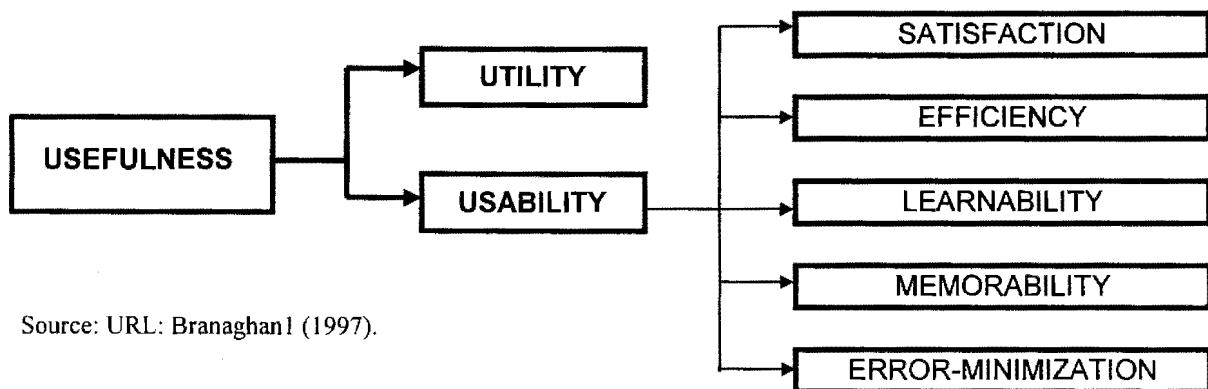 USEFULNESS
UTILITY
USABILITY
SATISFACTION
EFFICIENCY
LEARNABILITY
MEMORABILITY
ERROR-MINIMIZATION
Source: URL: Branaghan1 (1997).